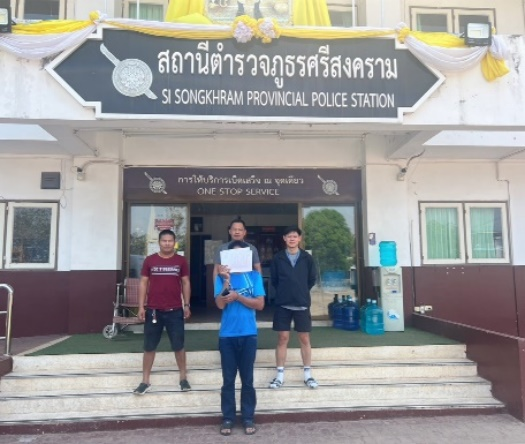 สถานีตำรวจภูธรศรีสงคราม
SI SONGKHRAM PROVINCIAL POLICE STATION
การให้บริการเบ็ดเสร็จ ณ จุดเดียว
ONE STOP SERVICE